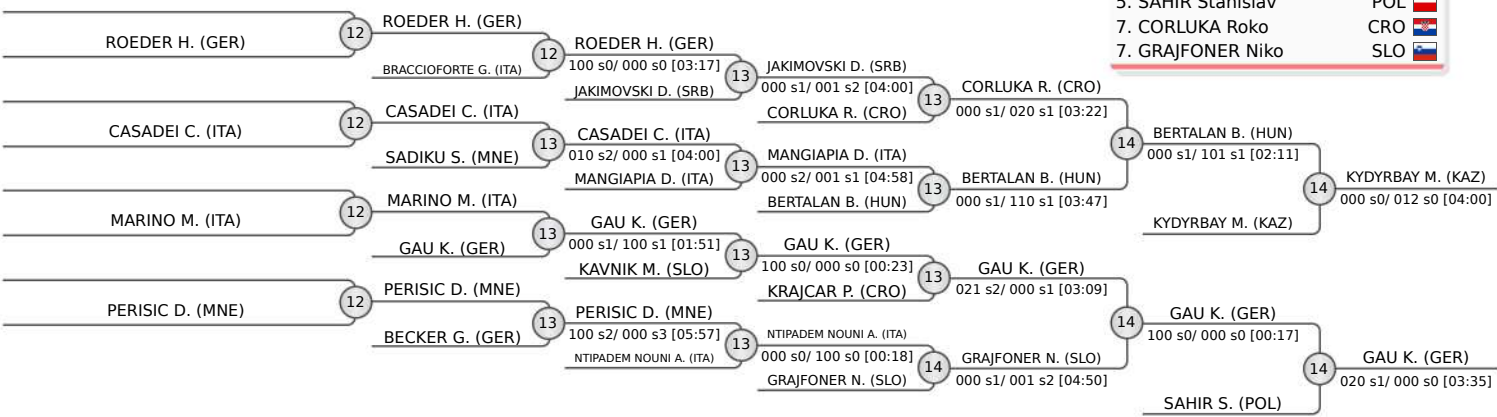 5. SAHIR Stanislav POL
7. CORLUKA Roko CRO
7. GRAJFONER Niko SLO
12
ROEDER H. (GER)
ROEDER H. (GER)
BRACCIOFORTE G. (ITA)
12
ROEDER H. (GER)
100 s0/ 000 s0 [03:17]
JAKIMOVSKI D. (SRB)
13
JAKIMOVSKI D. (SRB)
000 s1/ 001 s2 [04:00]
CORLUKA R. (CRO)
13
CORLUKA R. (CRO)
000 s1/ 020 s1 [03:22]
12
CASADEI C. (ITA)
CASADEI C. (ITA)
SADIKU S. (MNE)
13
CASADEI C. (ITA)
010 s2/ 000 s1 [04:00]
MANGIAPIA D. (ITA)
13
MANGIAPIA D. (ITA)
000 s2/ 001 s1 [04:58]
BERTALAN B. (HUN)
13
BERTALAN B. (HUN)
000 s1/ 110 s1 [03:47]
14
BERTALAN B. (HUN)
000 s1/ 101 s1 [02:11]
KYDYRBAY M. (KAZ)
14
KYDYRBAY M. (KAZ)
000 s0/ 012 s0 [04:00]
12
MARINO M. (ITA)
MARINO M. (ITA)
GAU K. (GER)
13
GAU K. (GER)
000 s1/ 100 s1 [01:51]
KAVNIK M. (SLO)
13
GAU K. (GER)
100 s0/ 000 s0 [00:23]
KRAJCAR P. (CRO)
13
GAU K. (GER)
021 s2/ 000 s1 [03:09]
12
PERISIC D. (MNE)
PERISIC D. (MNE)
BECKER G. (GER)
13
PERISIC D. (MNE)
100 s2/ 000 s3 [05:57]
NTIPADEM NOUNI A. (ITA)
13
NTIPADEM NOUNI A. (ITA)
000 s0/ 100 s0 [00:18]
GRAJFONER N. (SLO)
14
GRAJFONER N. (SLO)
000 s1/ 001 s2 [04:50]
14
GAU K. (GER)
100 s0/ 000 s0 [00:17]
SAHIR S. (POL)
14
GAU K. (GER)
020 s1/ 000 s0 [03:35]